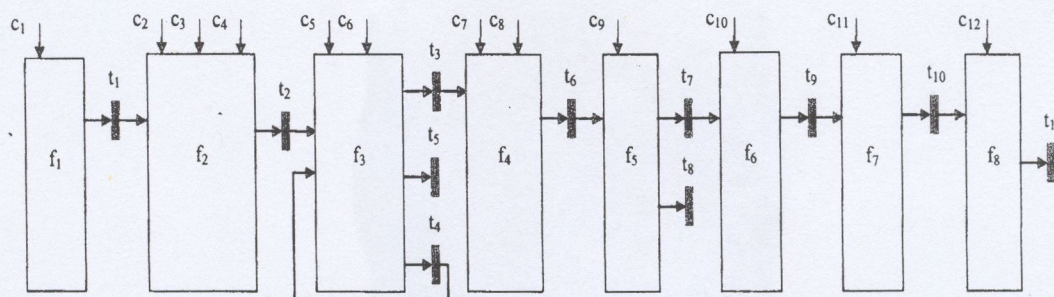 c₁ c₂ c₃ c₄ c₅ c₆ c₇ c₈ c₉ c₁₀ c₁₁ c₁₂
t₁ t₂ t₃ t₆ t₇ t₉ t₁₀
t₅ t₈ t₁
f₁ f₂ f₃ f₄ f₅ f₆ f₇ f₈
t₄